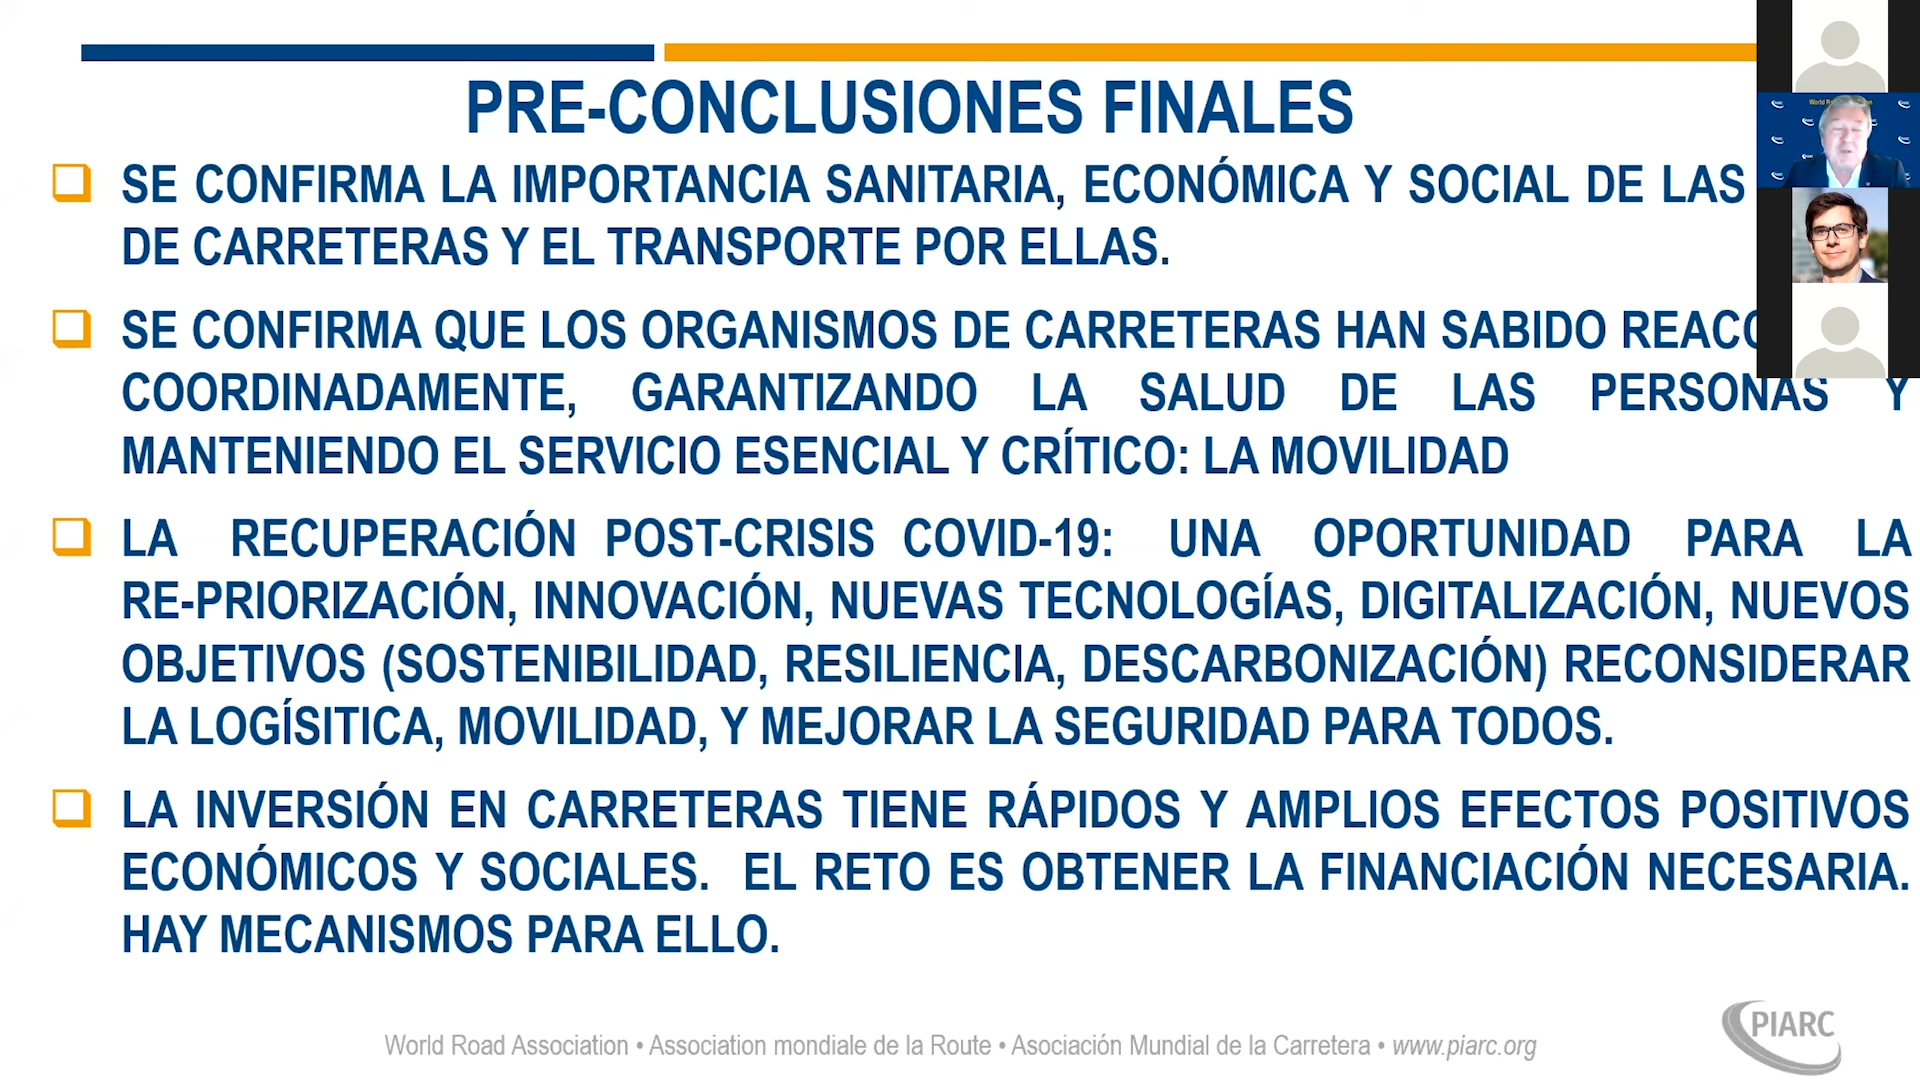 PRE-CONCLUSIONES FINALES
SE CONFIRMA LA IMPORTANCIA SANITARIA, ECONÓMICA Y SOCIAL DE LAS
DE CARRETERAS Y EL TRANSPORTE POR ELLAS.
SE CONFIRMA QUE LOS ORGANISMOS DE CARRETERAS HAN SABIDO
COORDINADAMENTE, GARANTIZANDO LA SALUD DE LAS PERSONAS Y
MANTENIENDO EL SERVICIO ESENCIAL Y CRÍTICO: LA MOVILIDAD
LA RECUPERACIÓN POST-CRISIS COVID-19: UNA OPORTUNIDAD PARA LA
RE-PRIORIZACIÓN, INNOVACIÓN, NUEVAS TECNOLOGÍAS, DIGITALIZACIÓN, NUEVOS
OBJETIVOS (SOSTENIBILIDAD, RESILIENCIA, DESCARBONIZACIÓN) RECONSIDERAR
LA LOGÍSITICA, MOVILIDAD, Y MEJORAR LA SEGURIDAD PARA TODOS.
LA INVERSIÓN EN CARRETERAS TIENE RÁPIDOS Y AMPLIOS EFECTOS POSITIVOS
ECONÓMICOS Y SOCIALES. EL RETO ES OBTENER LA FINANCIACIÓN NECESARIA.
HAY MECANISMOS PARA ELLO.
World Road Association • Association mondiale de la Route • Asociación Mundial de la Carretera • www.piarc.org
PIARC